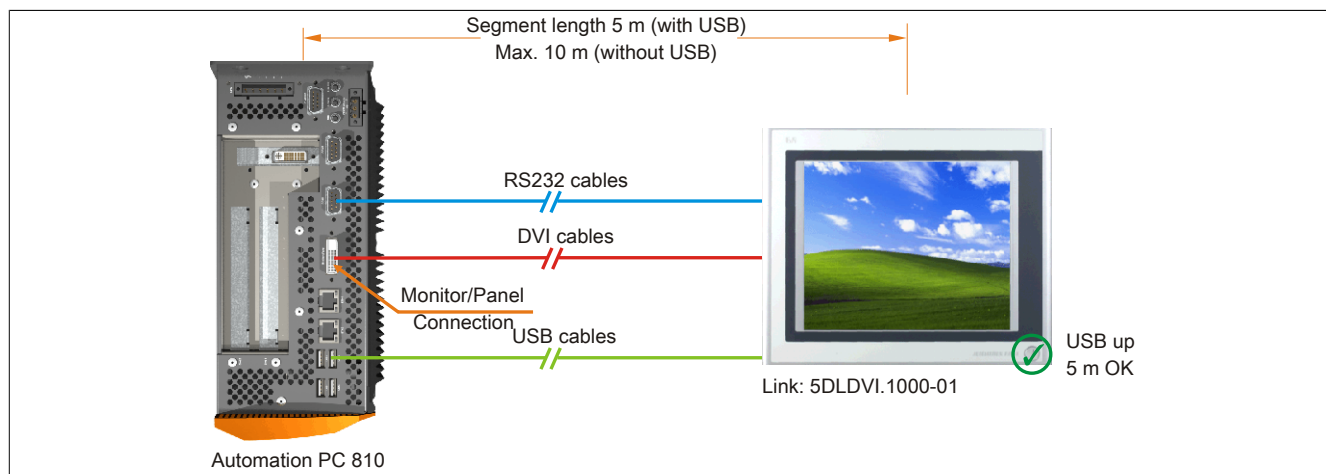 Segment length 5 m (with USB)
Max. 10 m (without USB)
RS232 cables
DVI cables
Monitor/Panel
Connection
USB cables
USB up
5 m OK
Link: 5DLDVI.1000-01
Automation PC 810